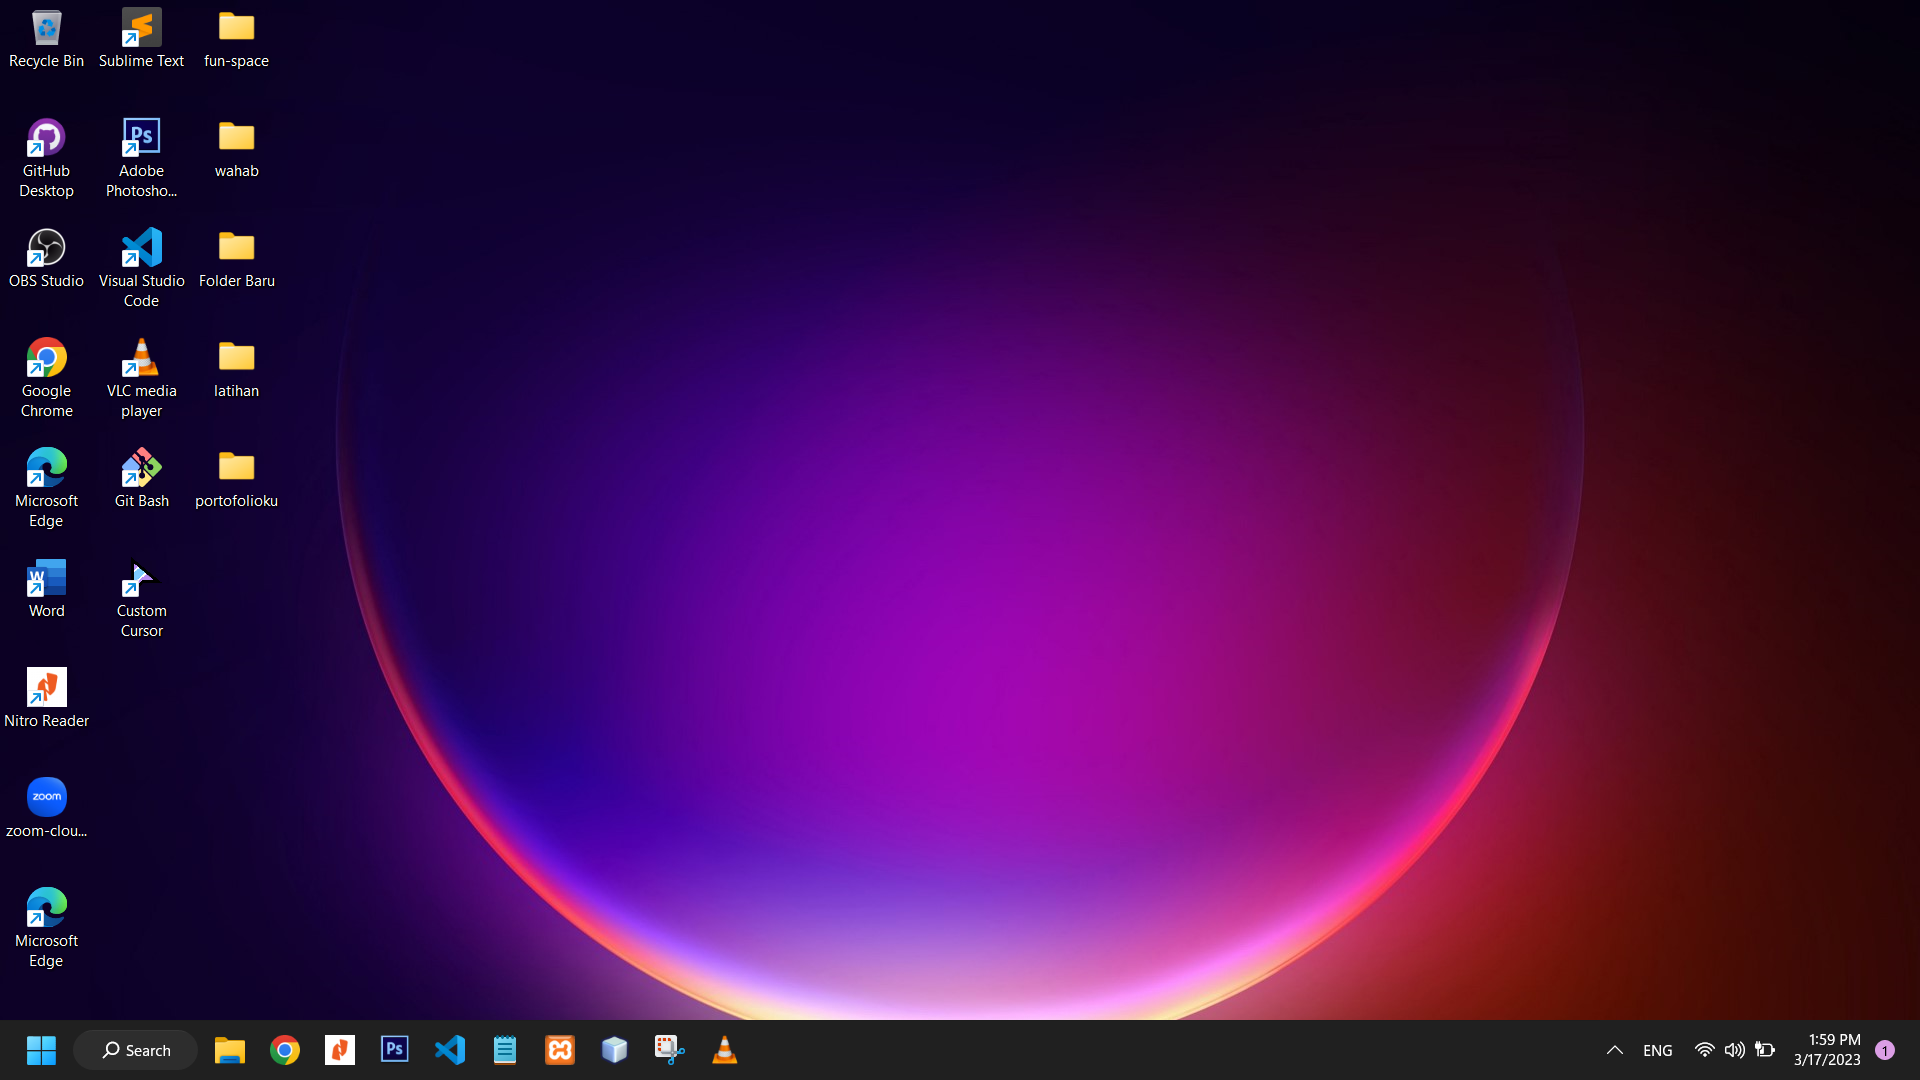 Recycle Bin
Sublime Text
fun-space
GitHub
Desktop
Ps
Adobe
Photosho...
wahab
OBS Studio
Visual Studio
Code
Folder Baru
Google
Chrome
VLC media
player
latihan
Microsoft
Edge
Git Bash
portofolioku
W
Word
Custom
Cursor
Nitro Reader
zoom
zoom-clou...
Microsoft
Edge
Search
Ps
ENG
1:59 PM
3/17/2023
1